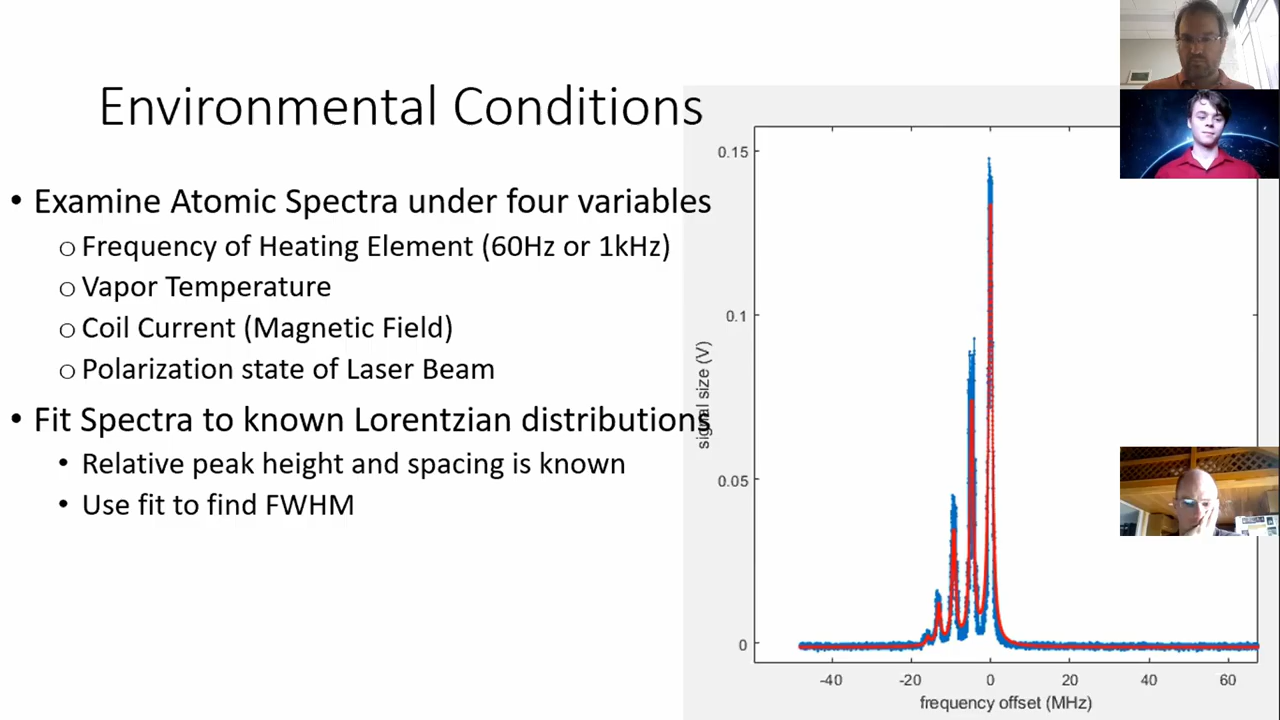 Environmental Conditions
• Examine Atomic Spectra under four variables
o Frequency of Heating Element (60Hz or 1kHz)
o Vapor Temperature
o Coil Current (Magnetic Field)
o Polarization state of Laser Beam
• Fit Spectra to known Lorentzian distributions
• Relative peak height and spacing is known
• Use fit to find FWHM
0.15
0.1
0.05
0
signal size (V)
-40 -20 0 20 40 60
frequency offset (MHz)